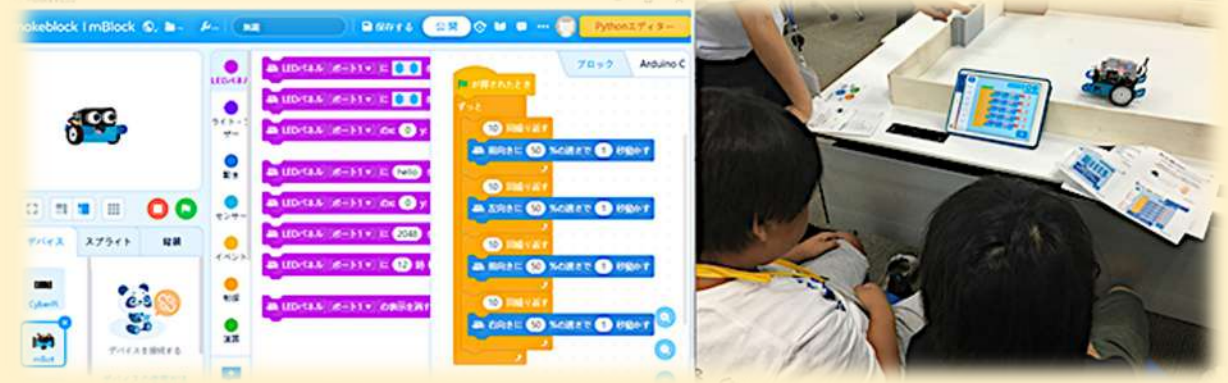 makeblock | mBlock
無題
保存する
公開
Pythonエディター
LEDパネル
動き
センサー
イベント
制御
演算
LEDパネル ポート1 に
LEDパネル ポート1 に
LEDパネル ポート1 のx: 0 y:
LEDパネル ポート1 に hello
LEDパネル ポート1 のx: 0 y:
LEDパネル ポート1 に 2048
LEDパネル ポート1 に 12 時
LEDパネル ポート1 の表示を消す
ブロック Arduino C
が押されたとき
ずっと
10 回繰り返す
前向きに 50 %の速さで 1 秒動かす
10 回繰り返す
左向きに 50 %の速さで 1 秒動かす
10 回繰り返す
前向きに 50 %の速さで 1 秒動かす
10 回繰り返す
右向きに 50 %の速さで 1 秒動かす
デバイス スプライト 背景
CyberPi
mBot
デバイスを接続する